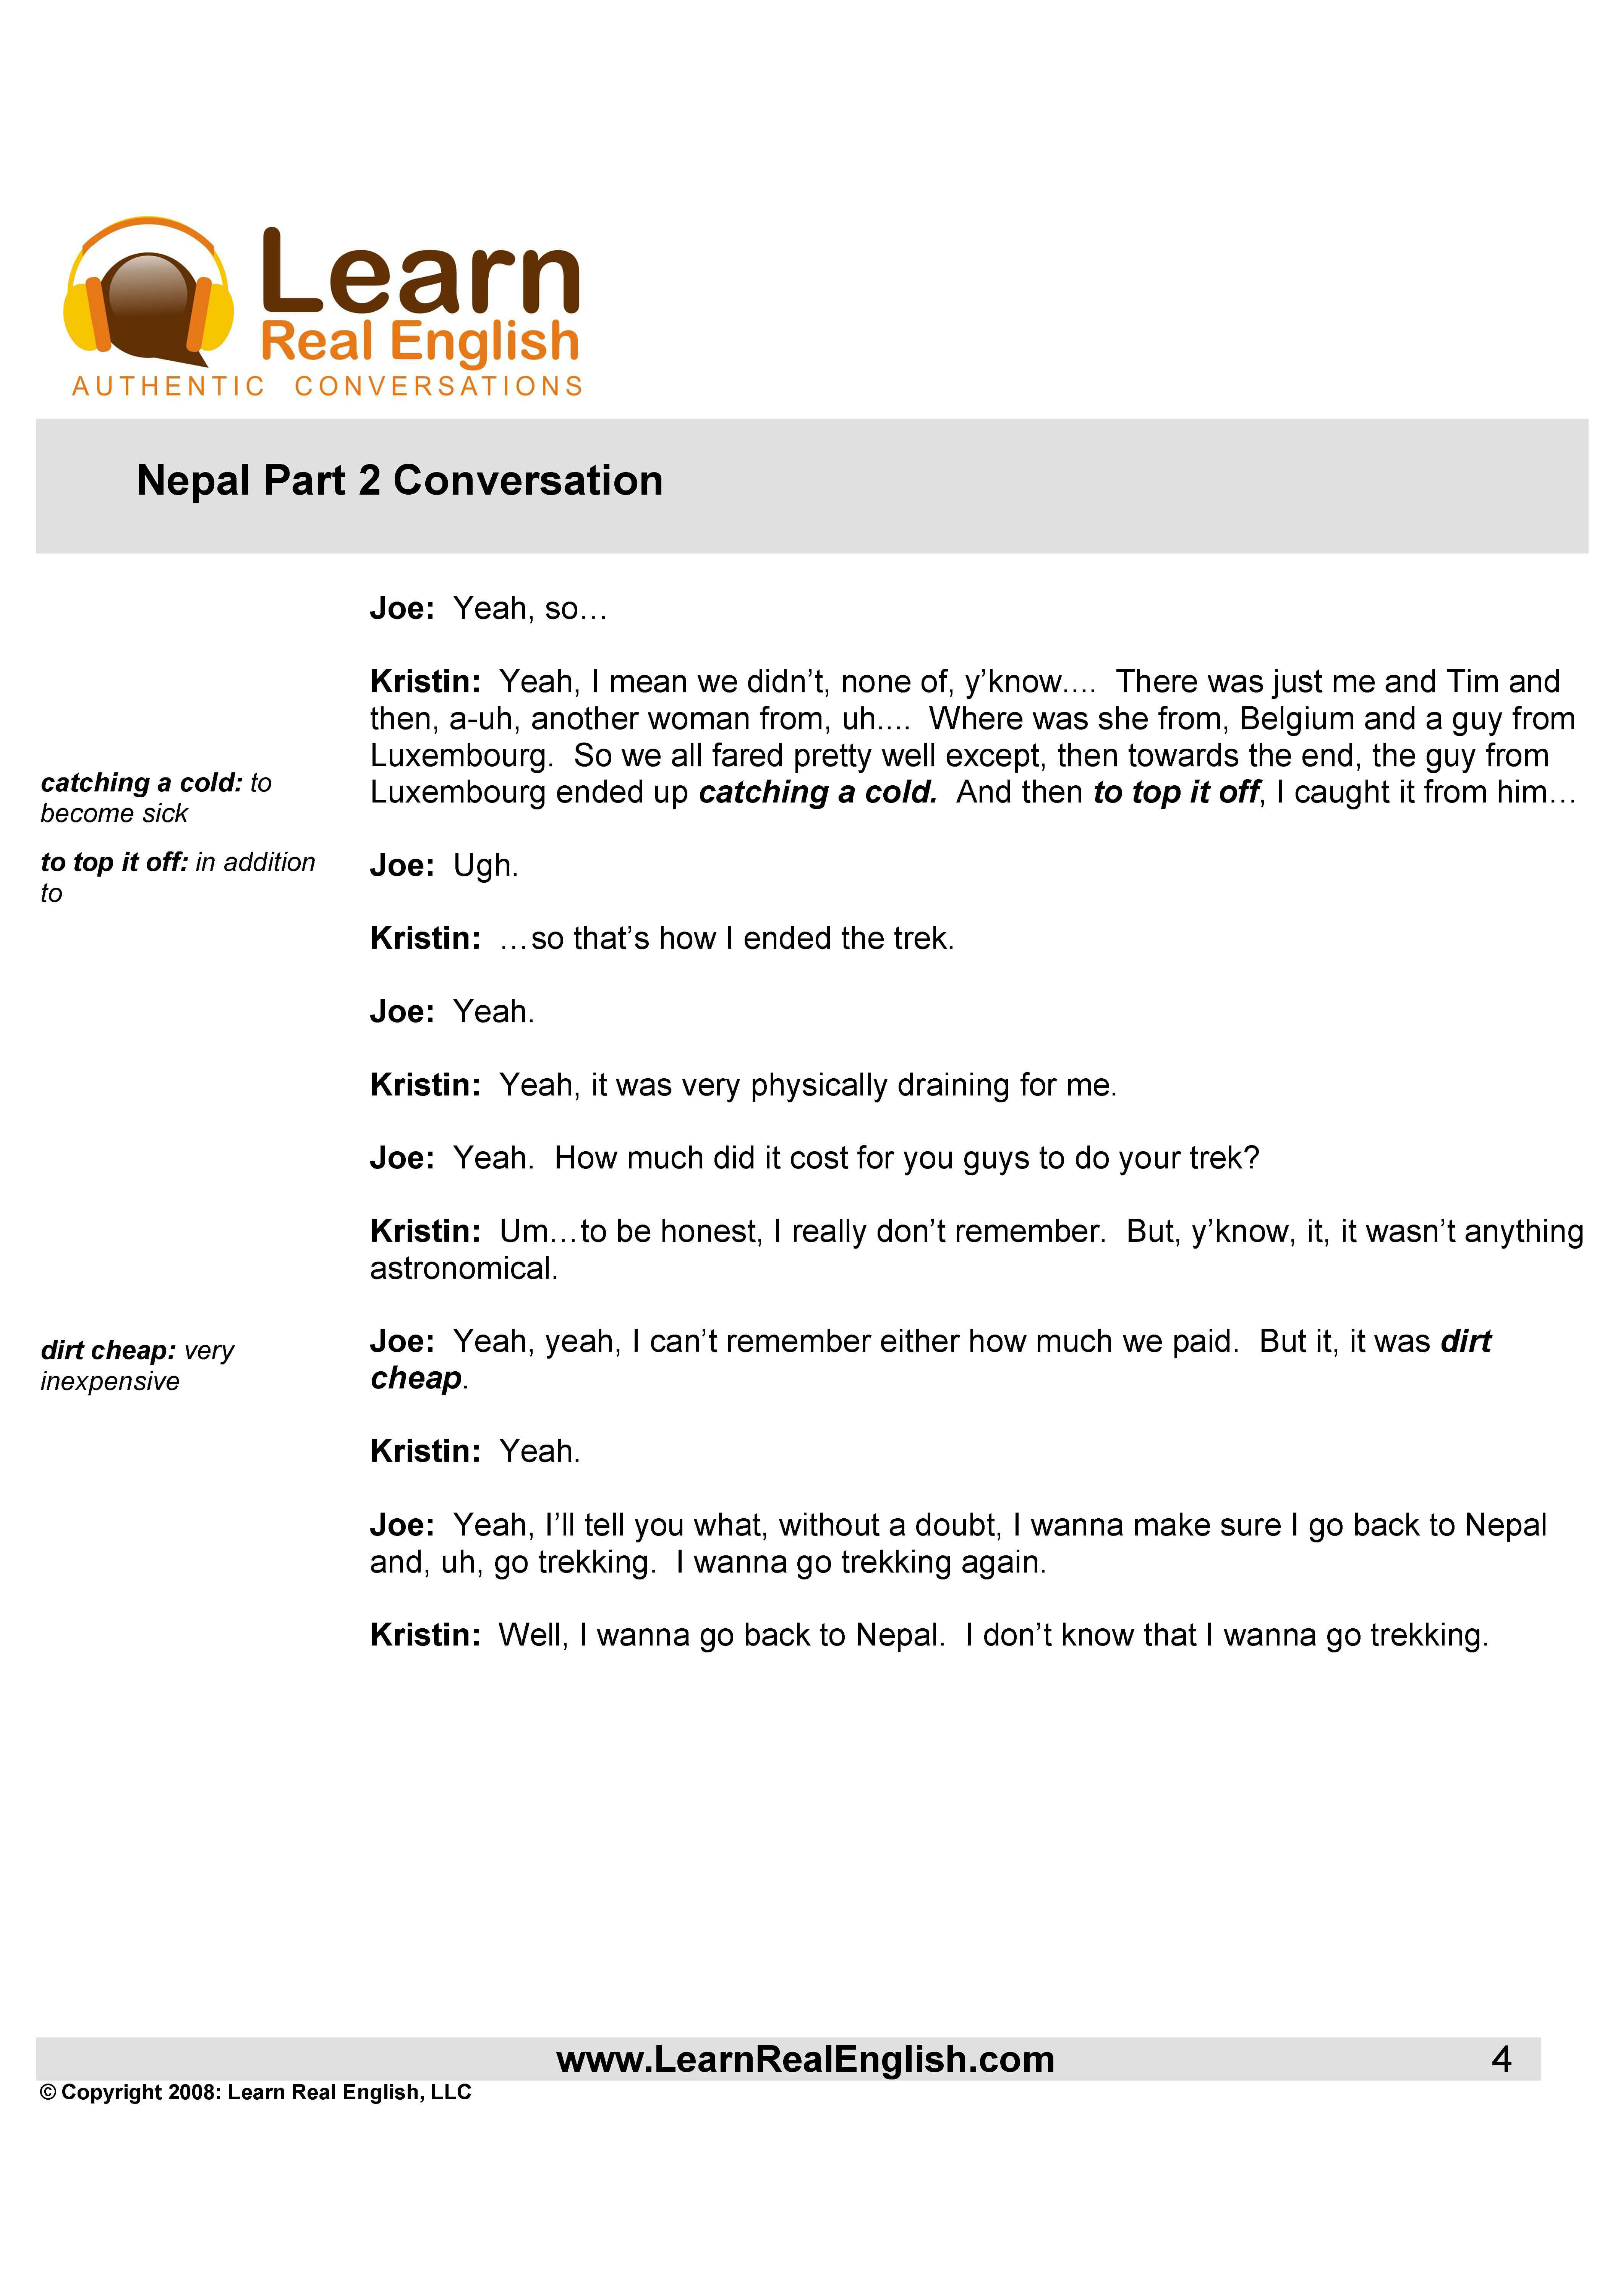 Learn
Real English
AUTHENTIC CONVERSATIONS
Nepal Part 2 Conversation
Joe: Yeah, so…
Kristin: Yeah, I mean we didn’t, none of, y’know.... There was just me and Tim and
then, a-uh, another woman from, uh.... Where was she from, Belgium and a guy from
Luxembourg. So we all fared pretty well except, then towards the end, the guy from
Luxembourg ended up catching a cold. And then to top it off, I caught it from him…
catching a cold: to
become sick
to top it off: in addition
to
Joe: Ugh.
Kristin: …so that’s how I ended the trek.
Joe: Yeah.
Kristin: Yeah, it was very physically draining for me.
Joe: Yeah. How much did it cost for you guys to do your trek?
Kristin: Um…to be honest, I really don’t remember. But, y’know, it, it wasn’t anything
astronomical.
Joe: Yeah, yeah, I can’t remember either how much we paid. But it, it was dirt
cheap.
dirt cheap: very
inexpensive
Kristin: Yeah.
Joe: Yeah, I’ll tell you what, without a doubt, I wanna make sure I go back to Nepal
and, uh, go trekking. I wanna go trekking again.
Kristin: Well, I wanna go back to Nepal. I don’t know that I wanna go trekking.
www.LearnRealEnglish.com 4
© Copyright 2008: Learn Real English, LLC